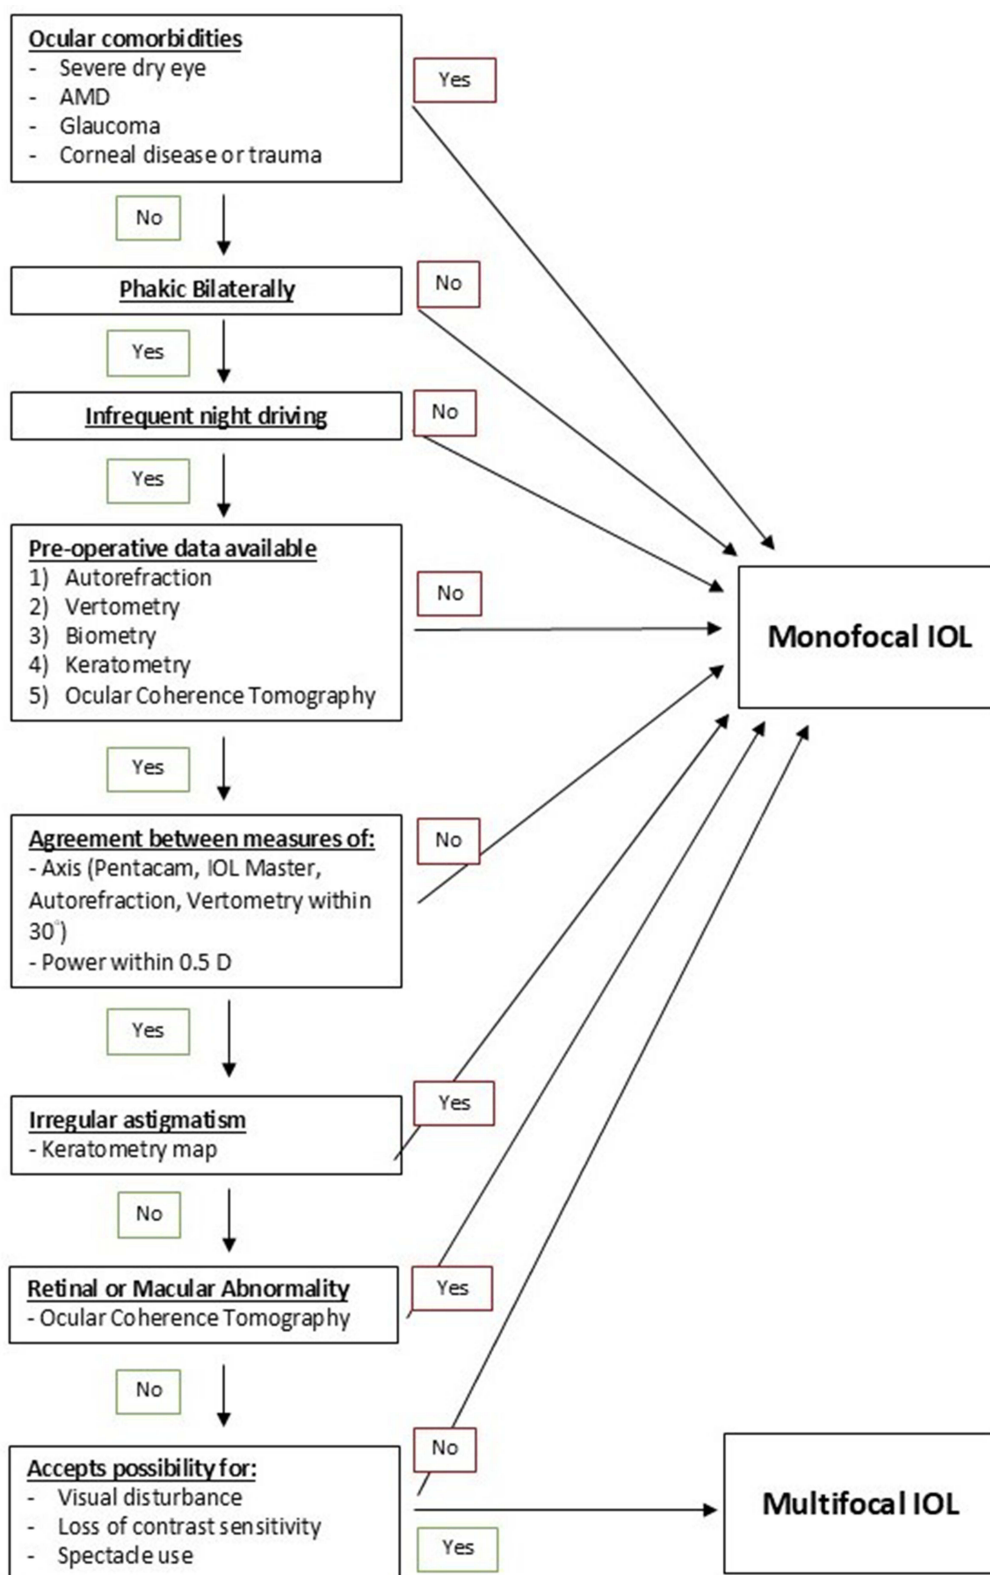 Ocular comorbidities
- Severe dry eye
- AMD
- Glaucoma
- Corneal disease or trauma
Yes
No
Phakic Bilaterally
No
Yes
Infrequent night driving
No
Yes
Pre-operative data available
1) Autorefraction
2) Vertometry
3) Biometry
4) Keratometry
5) Ocular Coherence Tomography
No
Monofocal IOL
Yes
Agreement between measures of:
- Axis (Pentacam, IOL Master,
Autorefraction, Vertometry within
30°)
- Power within 0.5 D
No
Yes
Irregular astigmatism
- Keratometry map
Yes
No
Retinal or Macular Abnormality
- Ocular Coherence Tomography
Yes
No
Accepts possibility for:
- Visual disturbance
- Loss of contrast sensitivity
- Spectacle use
No
Yes
Multifocal IOL